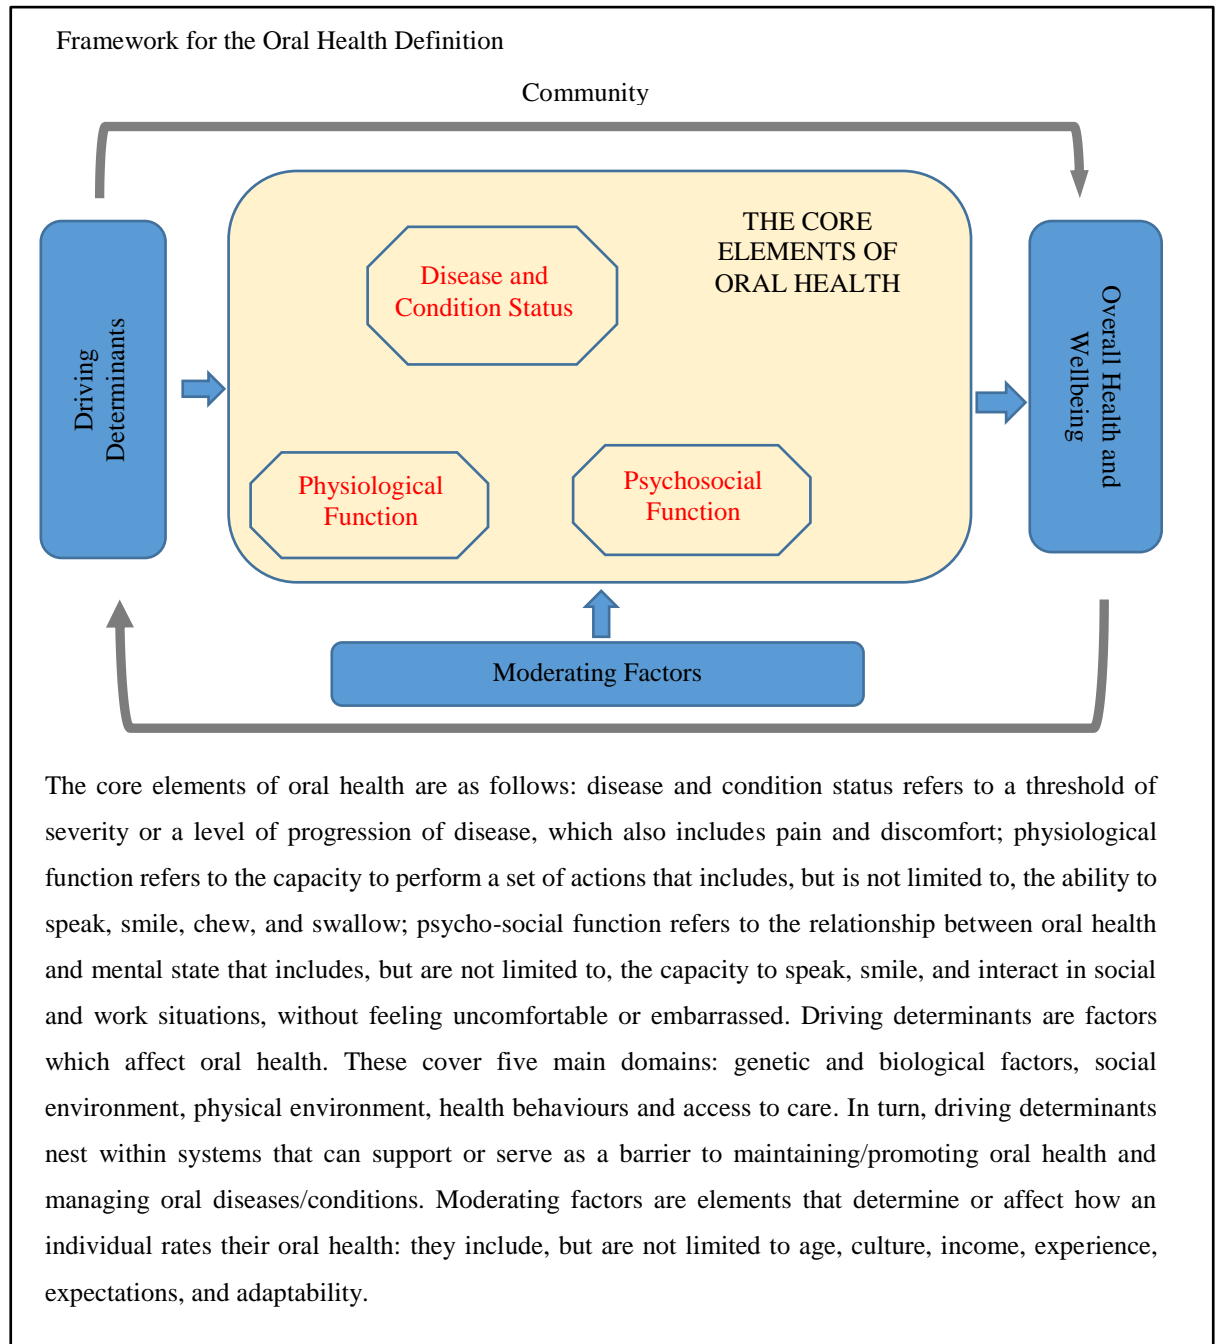 Framework for the Oral Health Definition
Community
THE CORE
ELEMENTS OF
ORAL HEALTH
Disease and
Condition Status
Driving
Determinants
Overall Health and
Wellbeing
Physiological
Function
Psychosocial
Function
Moderating Factors
The core elements of oral health are as follows: disease and condition status refers to a threshold of
severity or a level of progression of disease, which also includes pain and discomfort; physiological
function refers to the capacity to perform a set of actions that includes, but is not limited to, the ability to
speak, smile, chew, and swallow; psycho-social function refers to the relationship between oral health
and mental state that includes, but are not limited to, the capacity to speak, smile, and interact in social
and work situations, without feeling uncomfortable or embarrassed. Driving determinants are factors
which affect oral health. These cover five main domains: genetic and biological factors, social
environment, physical environment, health behaviours and access to care. In turn, driving determinants
nest within systems that can support or serve as a barrier to maintaining/promoting oral health and
managing oral diseases/conditions. Moderating factors are elements that determine or affect how an
individual rates their oral health: they include, but are not limited to age, culture, income, experience,
expectations, and adaptability.